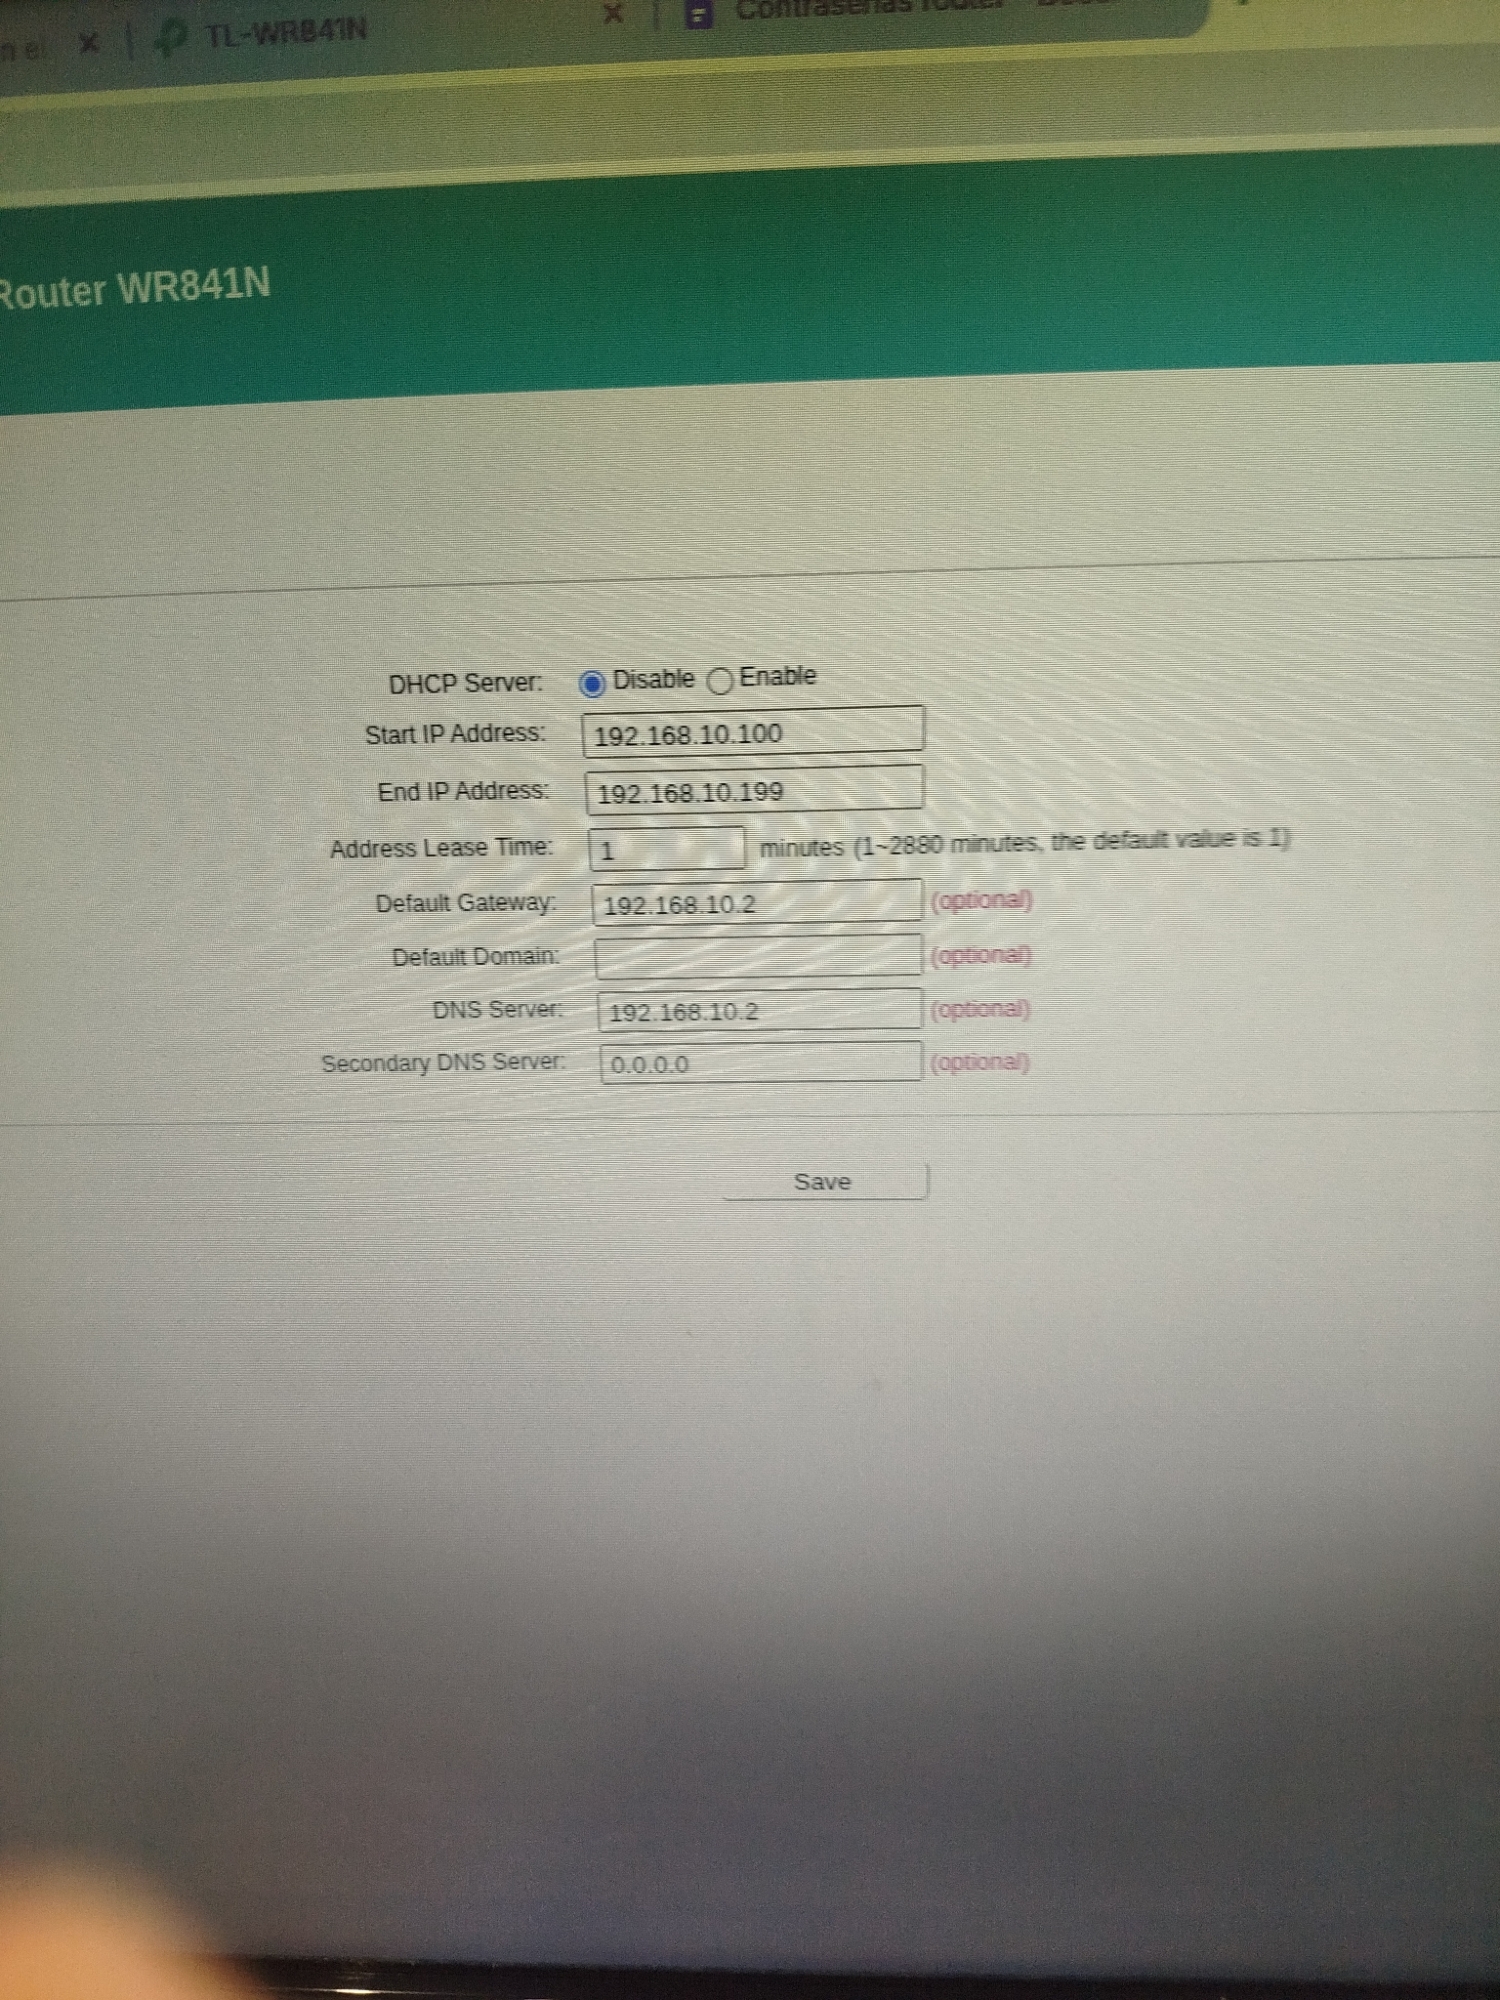 n el
TL-WR841N
Contraseñas router
Router WR841N
DHCP Server: Disable Enable
Start IP Address: 192.168.10.100
End IP Address: 192.168.10.199
Address Lease Time: 1 minutes (1~2880 minutes, the default value is 1)
Default Gateway: 192.168.10.2 (optional)
Default Domain: (optional)
DNS Server: 192.168.10.2 (optional)
Secondary DNS Server: 0.0.0.0 (optional)
Save